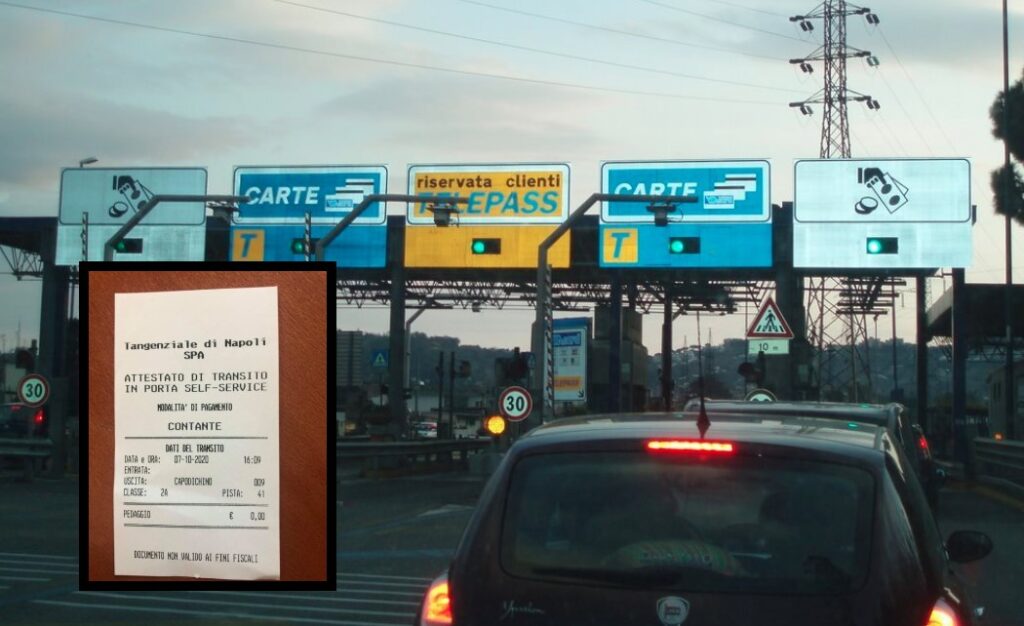 CARTE
riservata clienti
TELEPASS
CARTE
T
T
10 m
30
30
Ypsilon
Tangenziale di Napoli
SPA
ATTESTATO DI TRANSITO
IN PORTA SELF-SERVICE
MODALITA' DI PAGAMENTO
CONTANTE
DATI DEL TRANSITO
DATA e ORA: 07-10-2020 16:09
ENTRATA:
USCITA: CAPODICHINO 009
CLASSE: 2A PISTA: 41
PEDAGGIO € 0,00
DOCUMENTO NON VALIDO AI FINI FISCALI